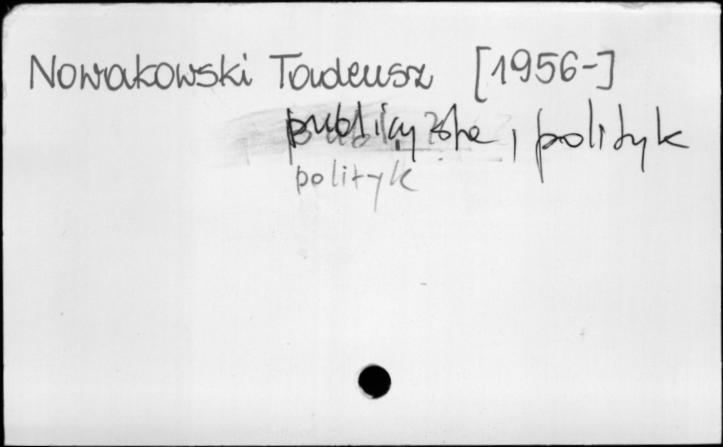 Nowakowski Tadeusz [1956-]
publicysta, polityk
polityk